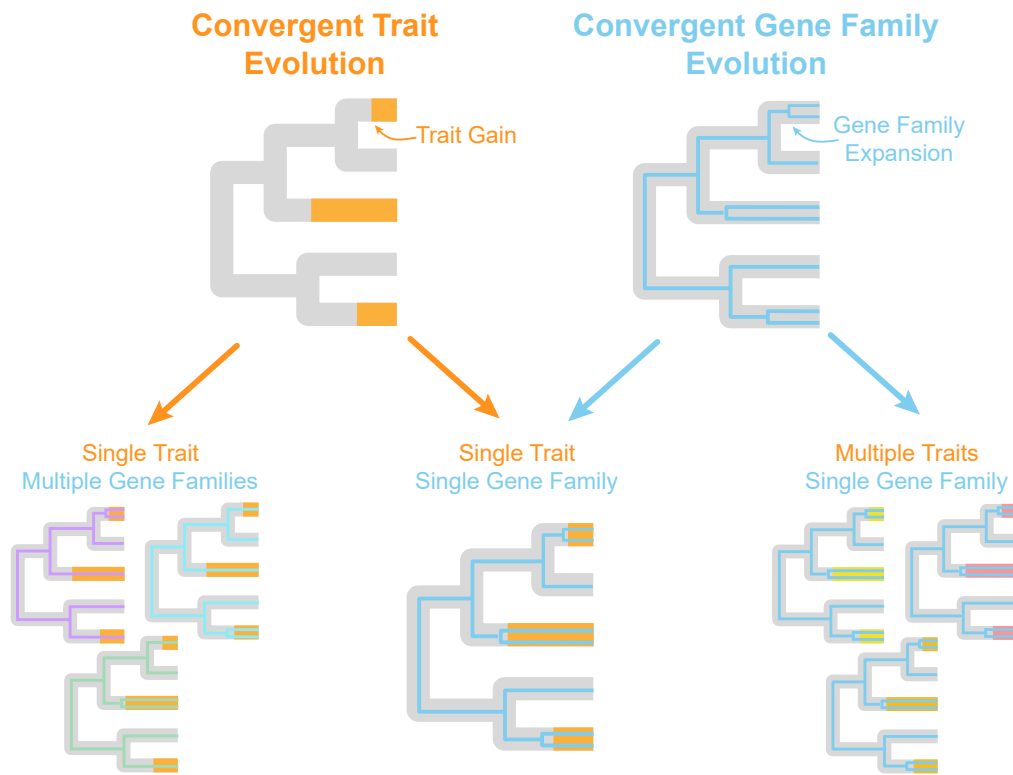 Convergent Trait
Evolution
Convergent Gene Family
Evolution
Trait Gain
Gene Family
Expansion
Single Trait
Multiple Gene Families
Single Trait
Single Gene Family
Multiple Traits
Single Gene Family